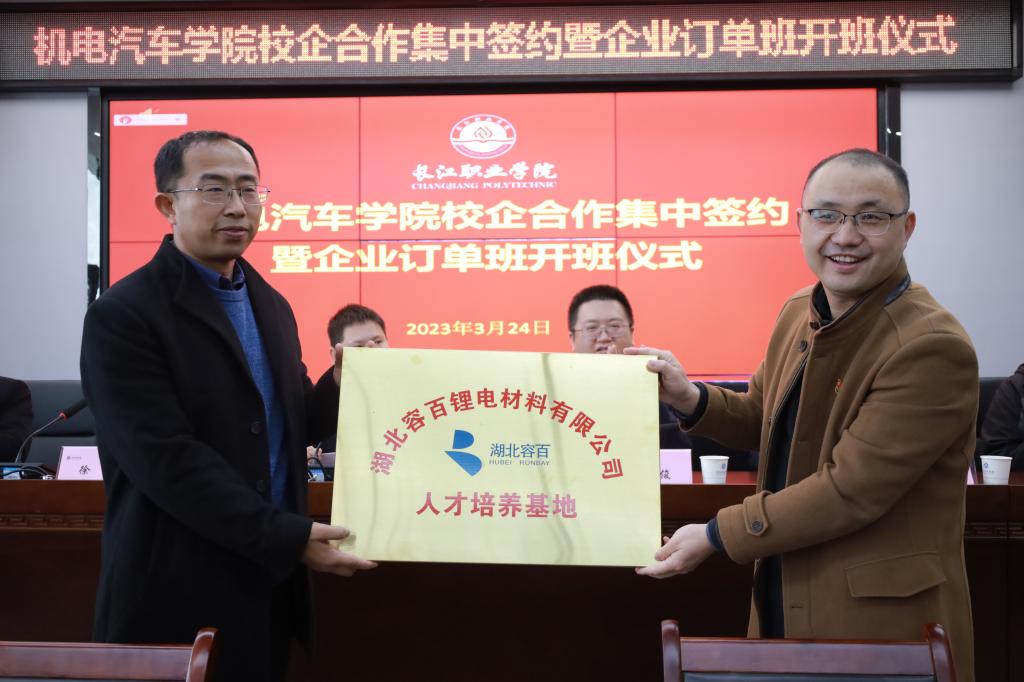 机电汽车学院校企合作集中签约暨企业订单班开班仪式
长江职业学院
CHANGJIANG POLYTECHNIC
电汽车学院校企合作集中签约
暨企业订单班开班仪式
2023年3月24日
湖北容百锂电材料有限公司
湖北容百
HUBEI RONBAY
人才培养基地
徐
俊